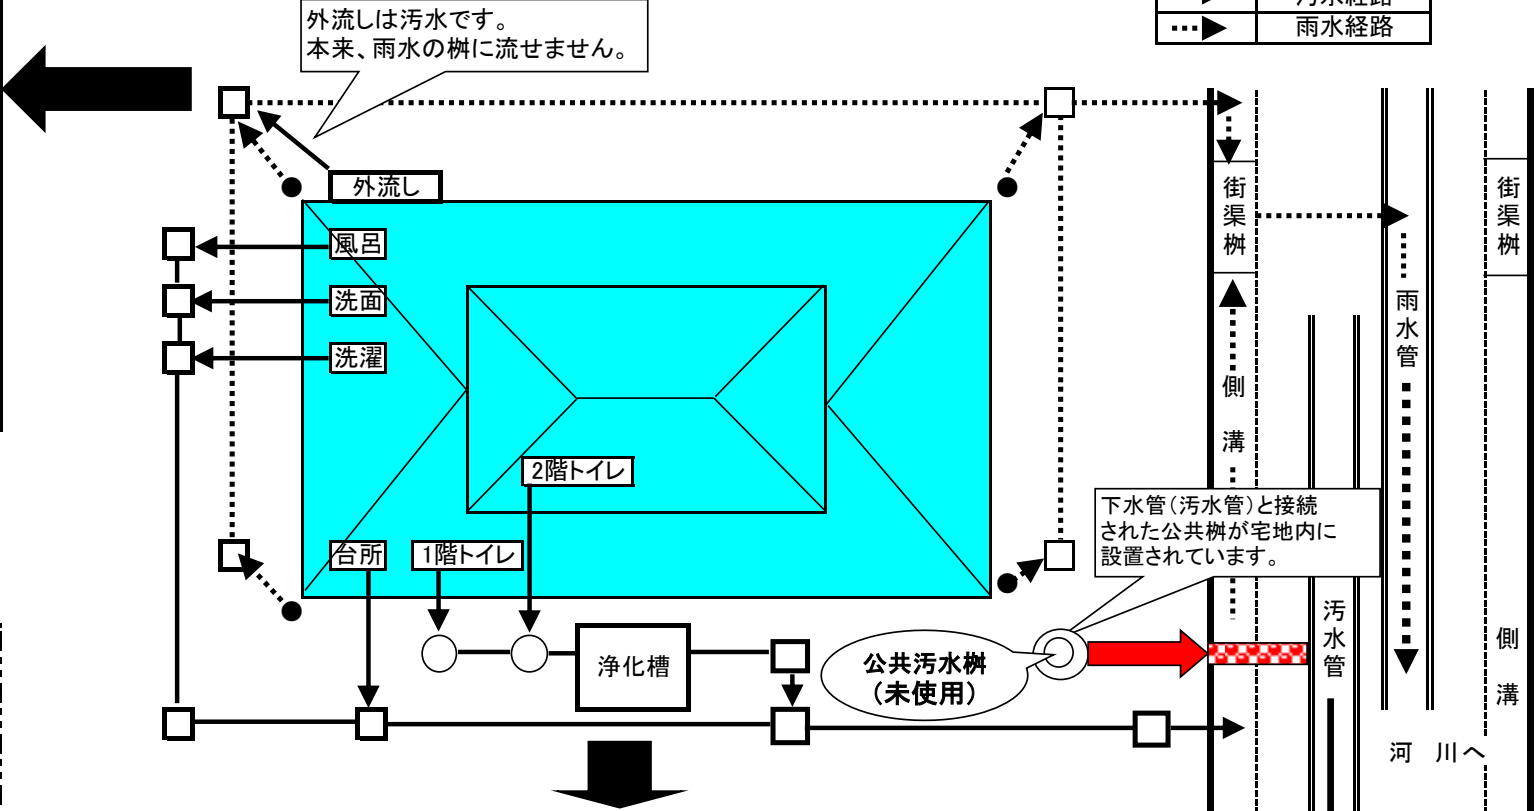 外流しは汚水です。
本来、雨水の桝に流せません。
汚水経路
雨水経路
外流し
風呂
洗面
洗濯
2階トイレ
台所
1階トイレ
浄化槽
公共汚水桝
(未使用)
下水管(汚水管)と接続
された公共桝が宅地内に
設置されています。
街渠桝
側溝
汚水管
雨水管
街渠桝
側溝
河 川へ